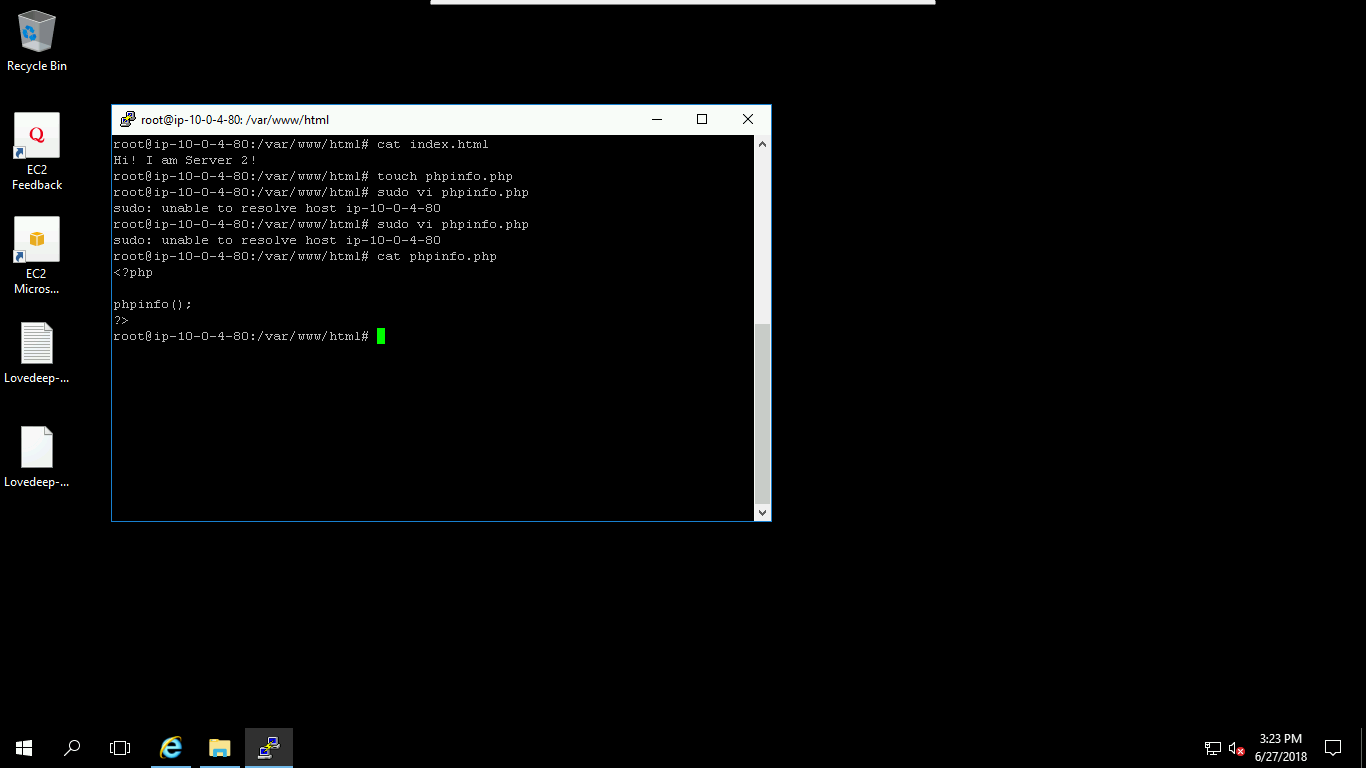 Recycle Bin
Q
EC2
Feedback
EC2
Micros...
Lovedeep-...
Lovedeep-...
root@ip-10-0-4-80: /var/www/html
root@ip-10-0-4-80:/var/www/html# cat index.html
Hi! I am Server 2!
root@ip-10-0-4-80:/var/www/html# touch phpinfo.php
root@ip-10-0-4-80:/var/www/html# sudo vi phpinfo.php
sudo: unable to resolve host ip-10-0-4-80
root@ip-10-0-4-80:/var/www/html# sudo vi phpinfo.php
sudo: unable to resolve host ip-10-0-4-80
root@ip-10-0-4-80:/var/www/html# cat phpinfo.php
<?php
phpinfo();
?>
root@ip-10-0-4-80:/var/www/html#
3:23 PM
6/27/2018